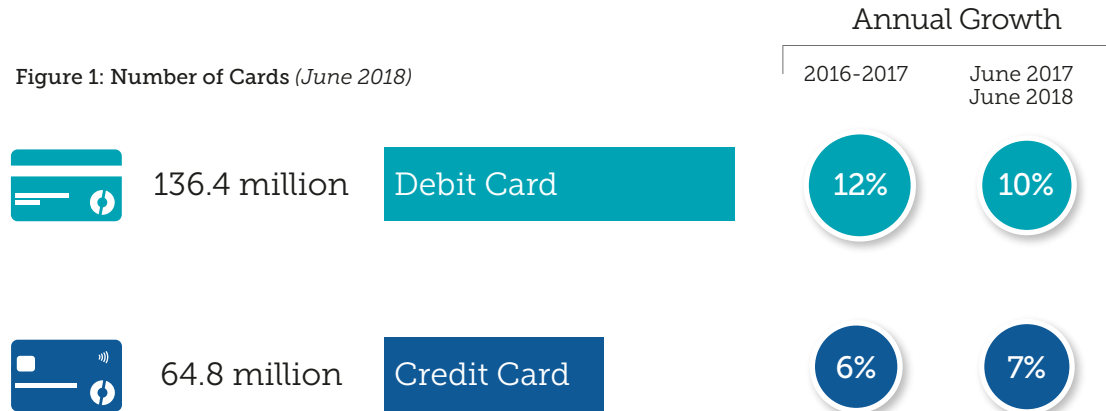 Annual Growth
Figure 1: Number of Cards (June 2018)
2016-2017
June 2017
June 2018
136.4 million
Debit Card
12%
10%
64.8 million
Credit Card
6%
7%